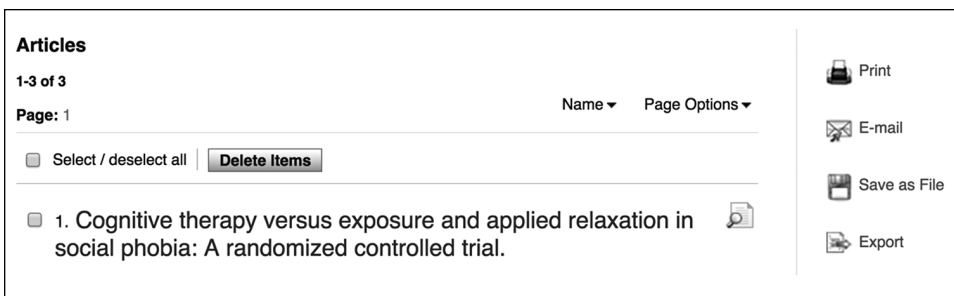 Articles
1-3 of 3
Page: 1
Name Page Options
Select / deselect all Delete Items
1. Cognitive therapy versus exposure and applied relaxation in
social phobia: A randomized controlled trial.
Print
E-mail
Save as File
Export